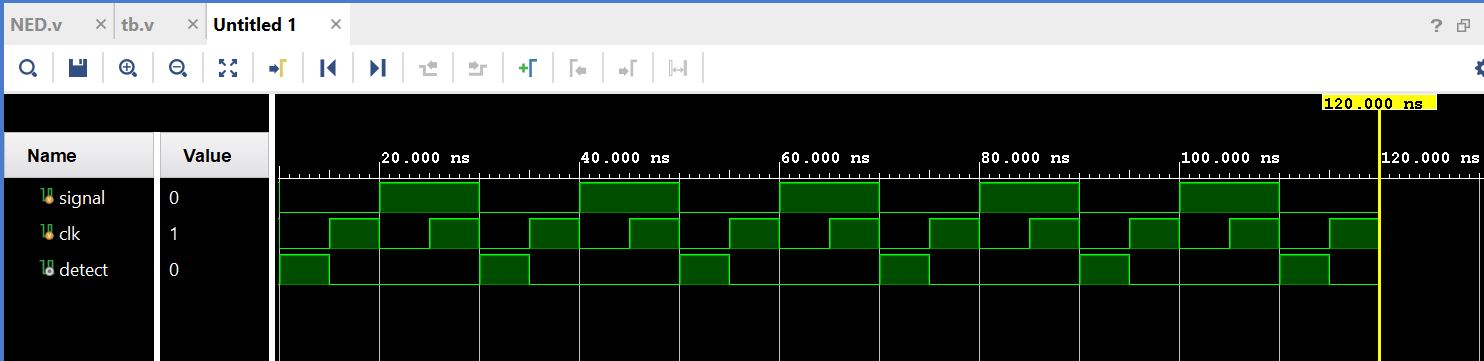 NED.v × tb.v × Untitled 1 ×
?
120.000 ns
Name Value
20.000 ns 40.000 ns 60.000 ns 80.000 ns 100.000 ns 120.000 ns
signal 0
clk 1
detect 0